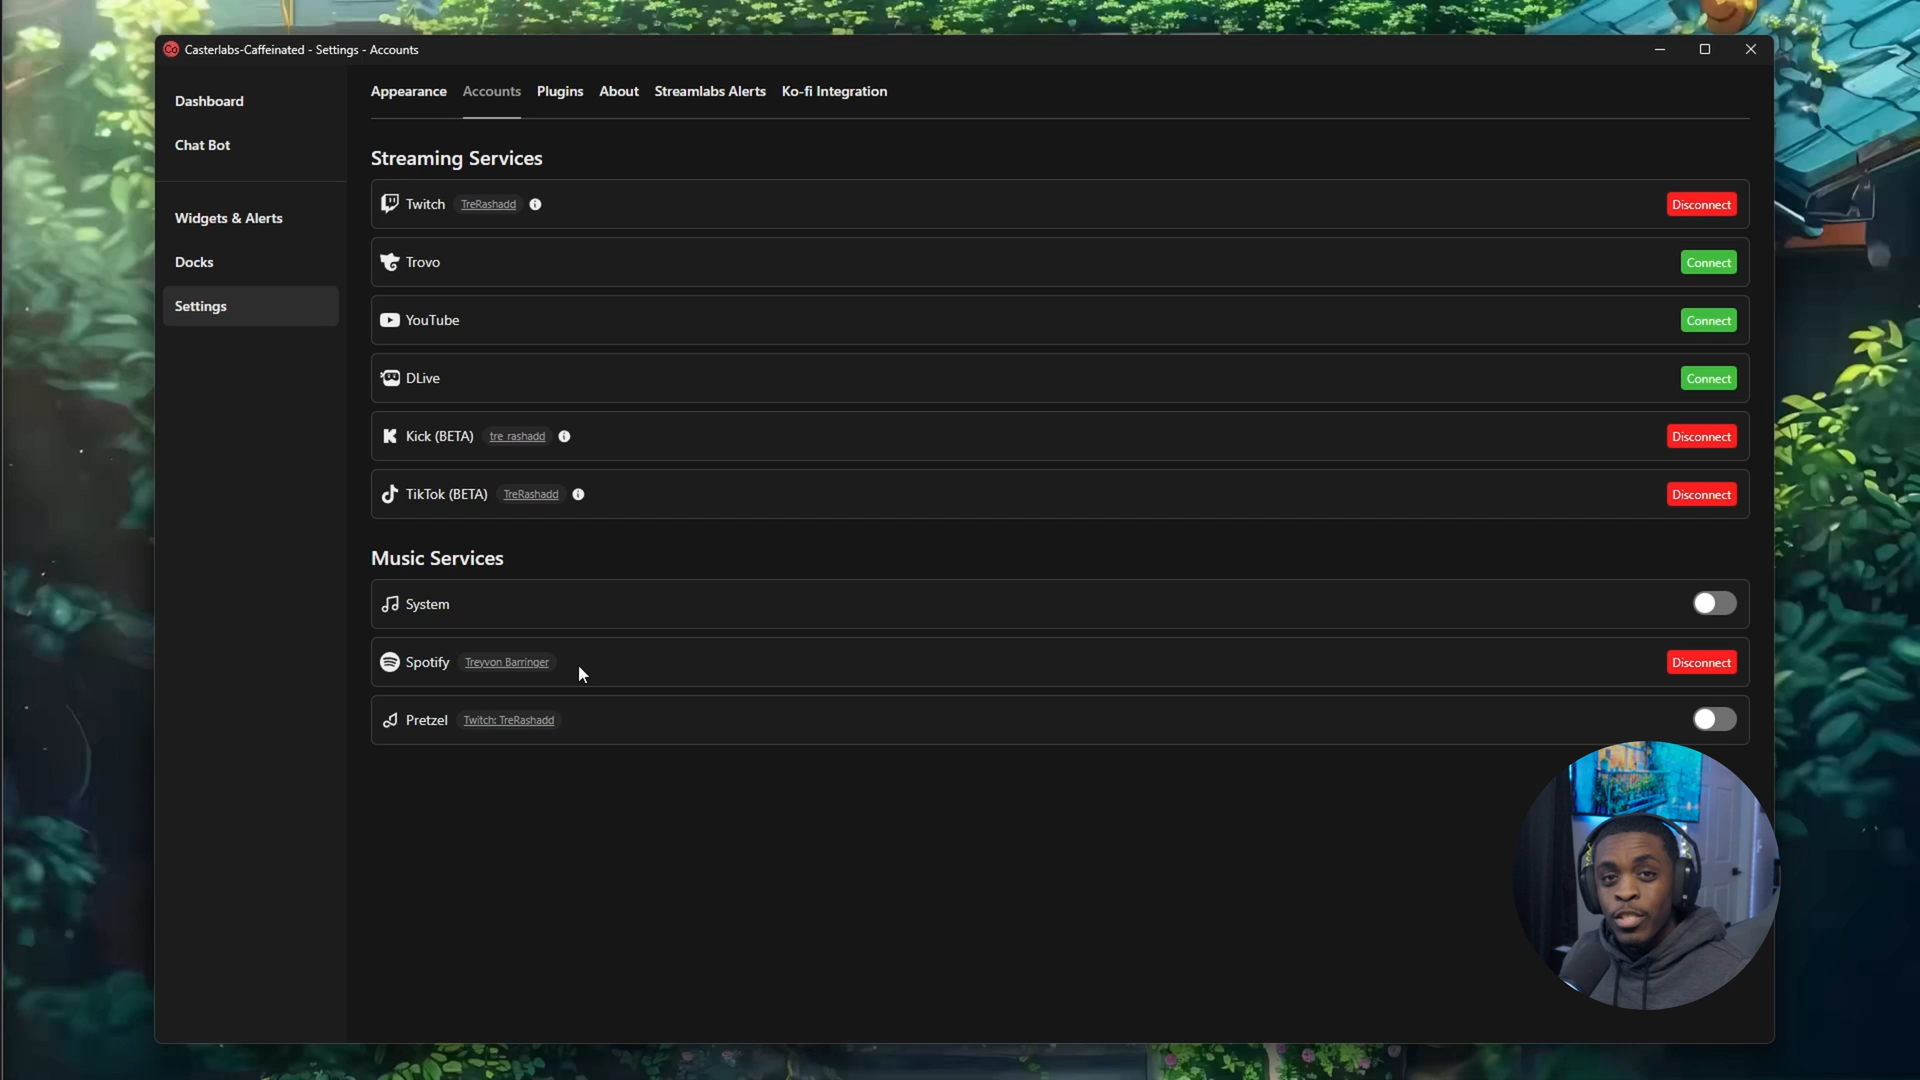 Casterlabs-Caffeinated - Settings - Accounts
Dashboard
Chat Bot
Widgets & Alerts
Docks
Settings
Appearance Accounts Plugins About Streamlabs Alerts Ko-fi Integration
Streaming Services
Twitch TreRashadd Disconnect
Trovo Connect
YouTube Connect
DLive Connect
Kick (BETA) tre_rashadd Disconnect
TikTok (BETA) TreRashadd Disconnect
Music Services
System
Spotify Treyvon Barringer Disconnect
Pretzel Twitch: TreRashadd